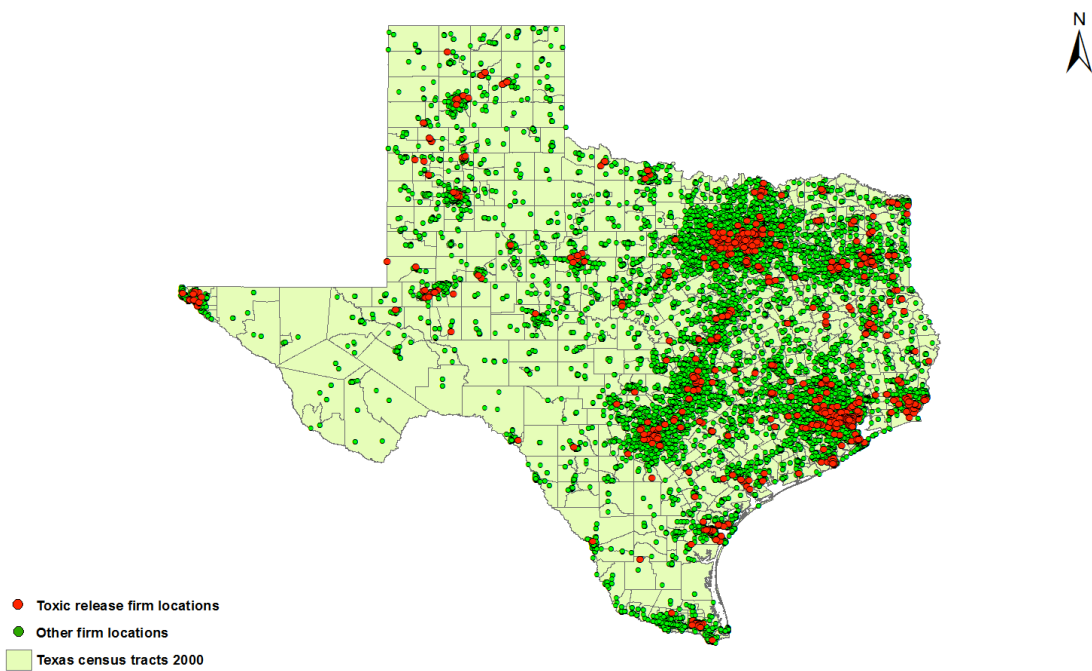 N
Toxic release firm locations
Other firm locations
Texas census tracts 2000